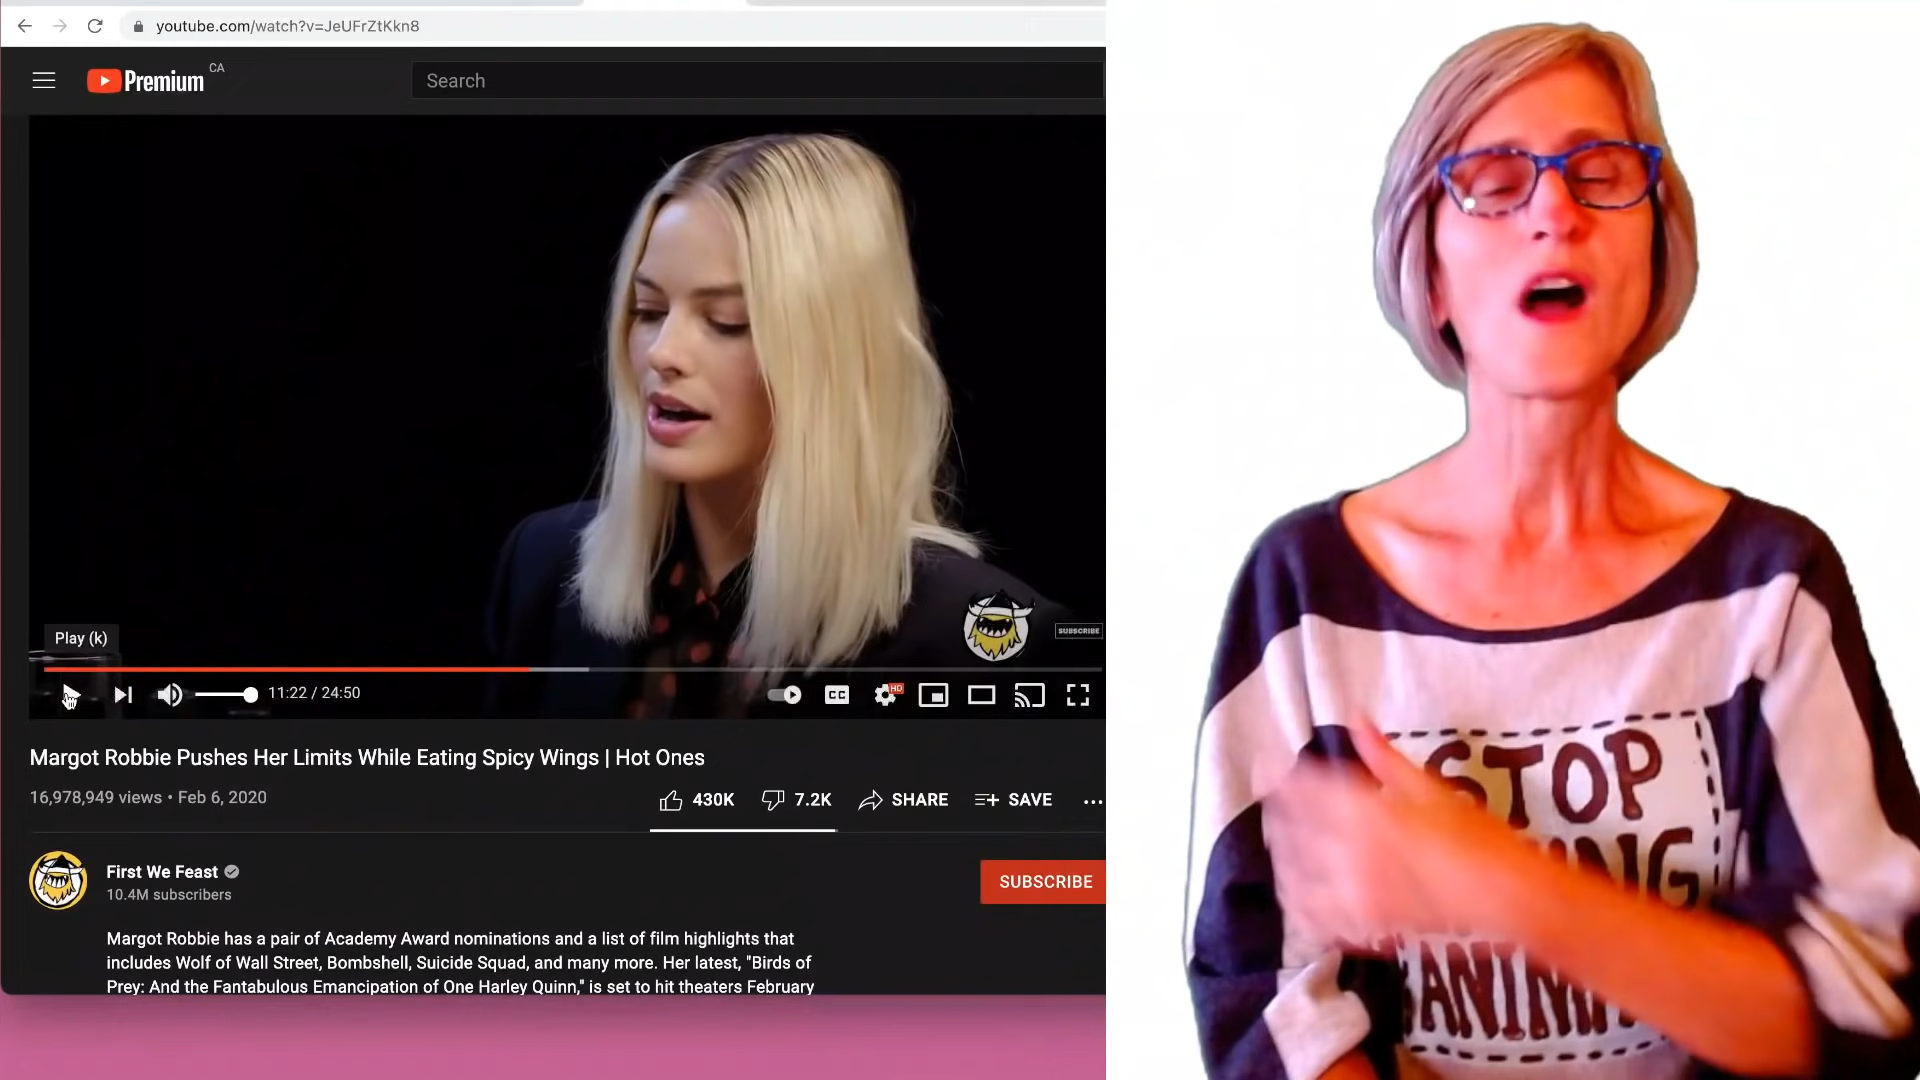 youtube.com/watch?v=JeUFrZtKkn8
Premium CA
Search
SUBSCRIBE
Play (k)
11:22 / 24:50
CC
HD
Margot Robbie Pushes Her Limits While Eating Spicy Wings | Hot Ones
16,978,949 views • Feb 6, 2020
430K
7.2K
SHARE
SAVE
First We Feast
10.4M subscribers
SUBSCRIBE
Margot Robbie has a pair of Academy Award nominations and a list of film highlights that
includes Wolf of Wall Street, Bombshell, Suicide Squad, and many more. Her latest, "Birds of
Prey: And the Fantabulous Emancipation of One Harley Quinn," is set to hit theaters February
STOP